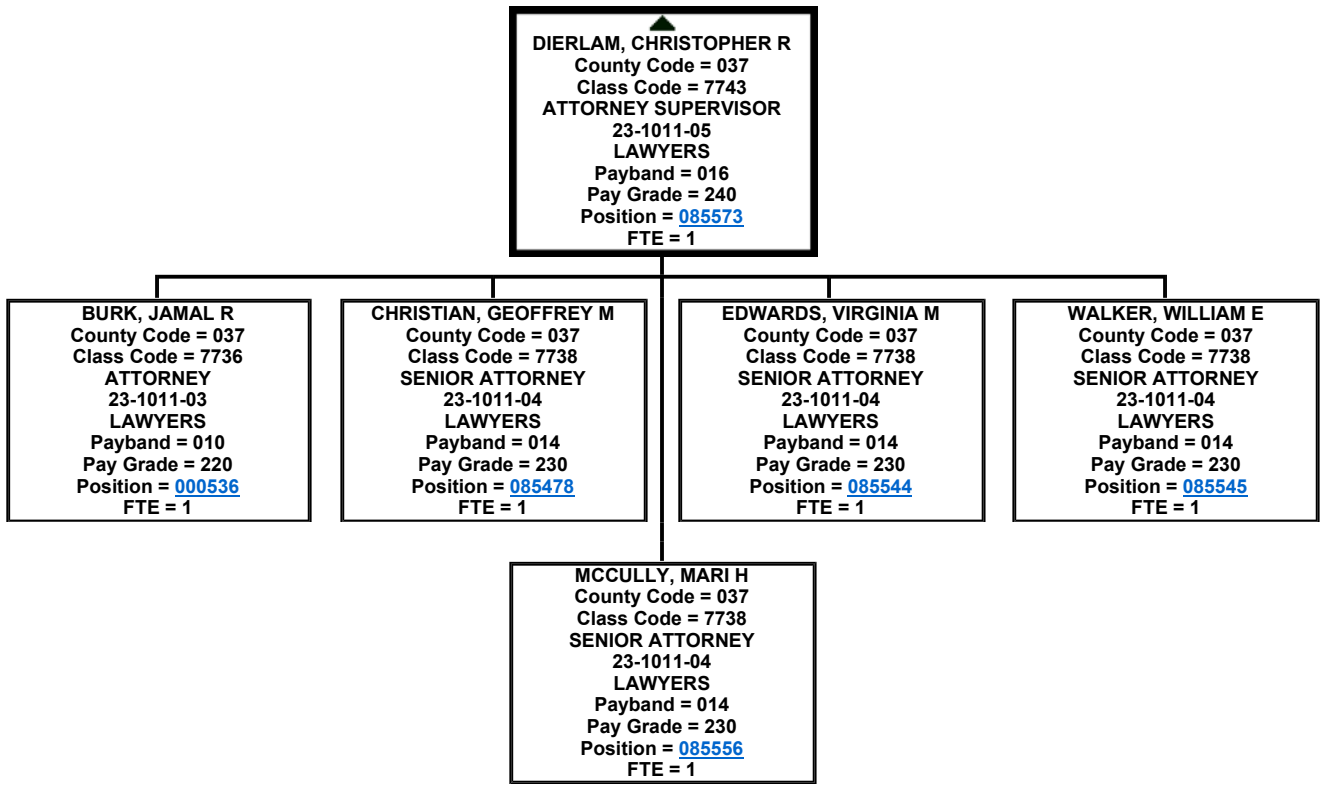 DIERLAM, CHRISTOPHER R
County Code = 037
Class Code = 7743
ATTORNEY SUPERVISOR
23-1011-05
LAWYERS
Payband = 016
Pay Grade = 240
Position = 085573
FTE = 1
BURK, JAMAL R
County Code = 037
Class Code = 7736
ATTORNEY
23-1011-03
LAWYERS
Payband = 010
Pay Grade = 220
Position = 000536
FTE = 1
CHRISTIAN, GEOFFREY M
County Code = 037
Class Code = 7738
SENIOR ATTORNEY
23-1011-04
LAWYERS
Payband = 014
Pay Grade = 230
Position = 085478
FTE = 1
EDWARDS, VIRGINIA M
County Code = 037
Class Code = 7738
SENIOR ATTORNEY
23-1011-04
LAWYERS
Payband = 014
Pay Grade = 230
Position = 085544
FTE = 1
WALKER, WILLIAM E
County Code = 037
Class Code = 7738
SENIOR ATTORNEY
23-1011-04
LAWYERS
Payband = 014
Pay Grade = 230
Position = 085545
FTE = 1
MCCULLY, MARI H
County Code = 037
Class Code = 7738
SENIOR ATTORNEY
23-1011-04
LAWYERS
Payband = 014
Pay Grade = 230
Position = 085556
FTE = 1